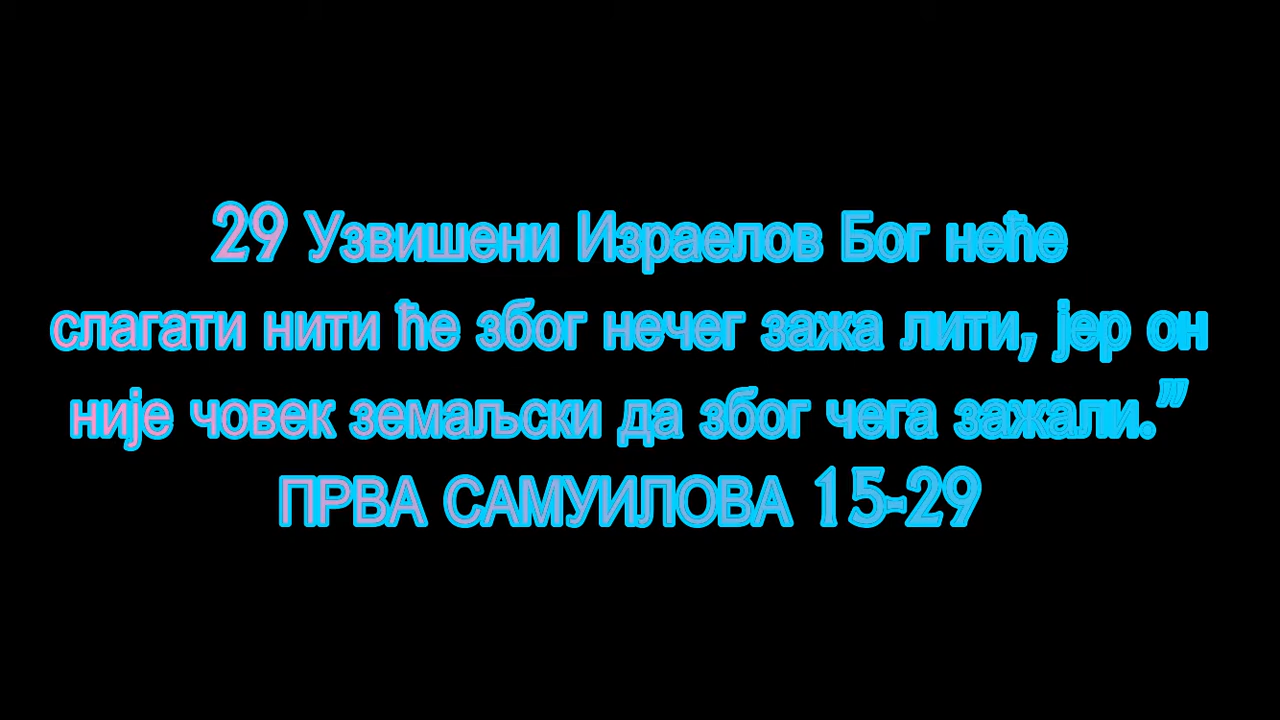 29 Узвишени Израелов Бог неће
слагати нити ће због нечег зажа лити, јер он
није човек земаљски да због чега зажали.”
ПРВА САМУИЛОВА 15-29